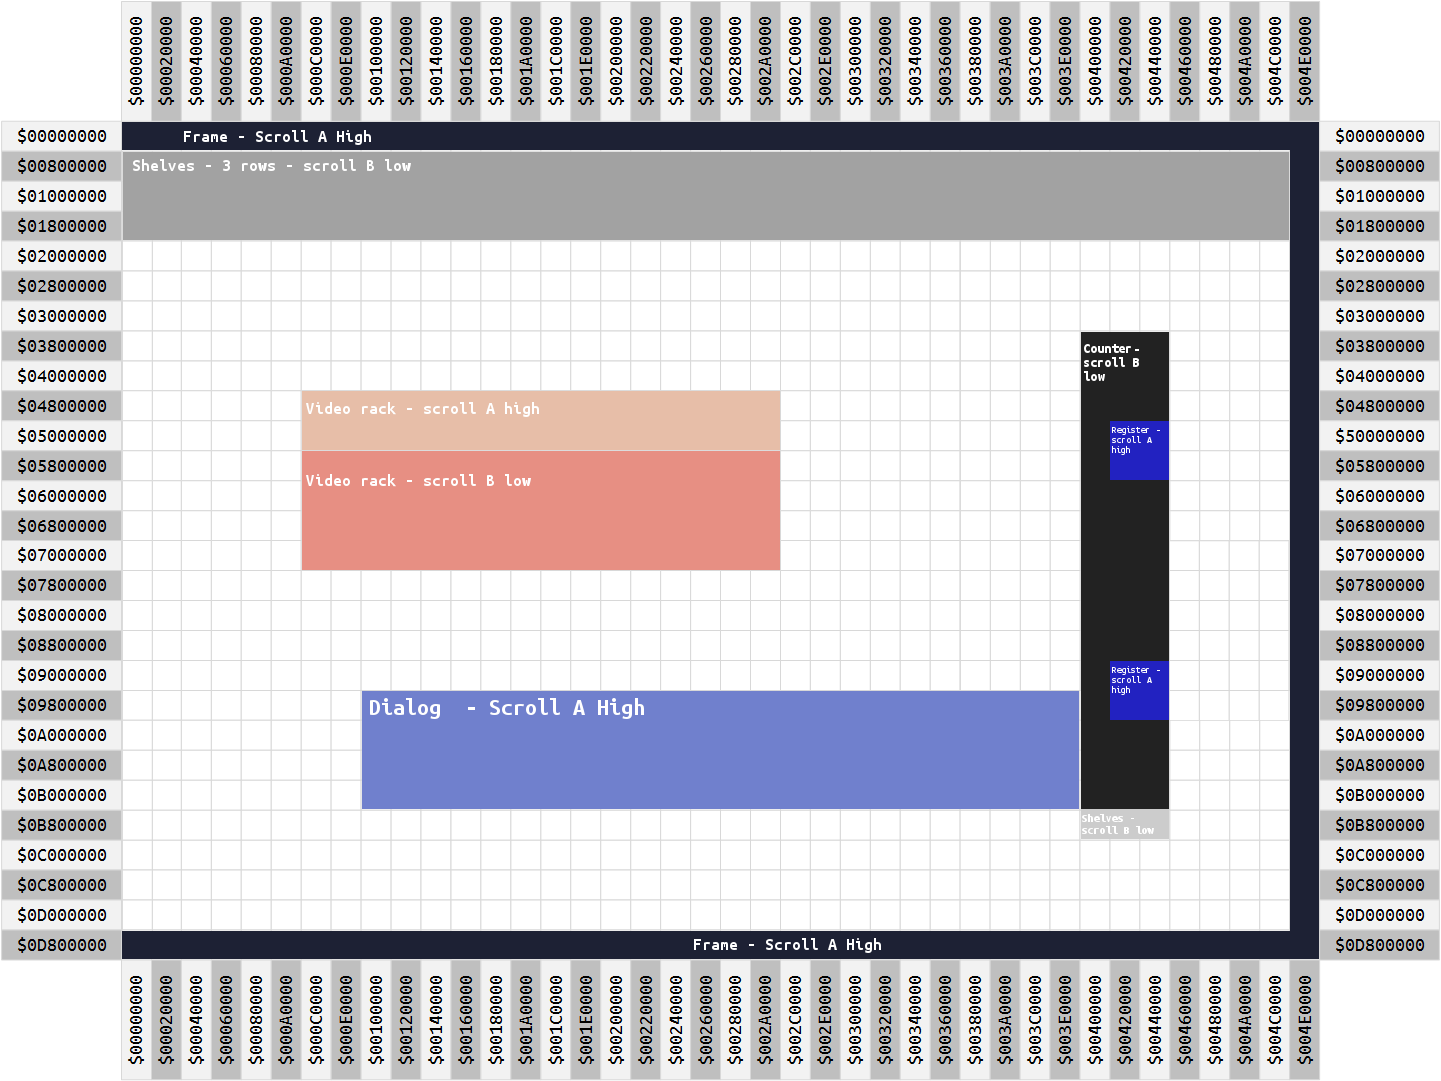 $00000000 $00020000 $00040000 $00060000 $00080000 $000A0000 $000C0000 $000E0000 $00100000 $00120000 $00140000 $00160000 $00180000 $001A0000 $001C0000 $001E0000 $00200000 $00220000 $00240000 $00260000 $00280000 $002A0000 $002C0000 $002E0000 $00300000 $00320000 $00340000 $00360000 $00380000 $003A0000 $003C0000 $003E0000 $00400000 $00420000 $00440000 $00460000 $00480000 $004A0000 $004C0000 $004E0000
$00000000 Frame - Scroll A High $00000000
$00800000 Shelves - 3 rows - scroll B low $00800000
$01000000 $01000000
$01800000 $01800000
$02000000 $02000000
$02800000 $02800000
$03000000 $03000000
$03800000 Counter- $03800000
scroll B
$04000000 low $04000000
$04800000 Video rack - scroll A high $04800000
$05000000 Register - $50000000
scroll A
high
$05800000 $05800000
$06000000 Video rack - scroll B low $06000000
$06800000 $06800000
$07000000 $07000000
$07800000 $07800000
$08000000 $08000000
$08800000 $08800000
$09000000 Register - $09000000
scroll A
high
$09800000 Dialog  - Scroll A High $09800000
$0A000000 $0A000000
$0A800000 $0A800000
$0B000000 $0B000000
$0B800000 Shelves - $0B800000
scroll B low
$0C000000 $0C000000
$0C800000 $0C800000
$0D000000 $0D000000
$0D800000 Frame - Scroll A High $0D800000
$00000000 $00020000 $00040000 $00060000 $00080000 $000A0000 $000C0000 $000E0000 $00100000 $00120000 $00140000 $00160000 $00180000 $001A0000 $001C0000 $001E0000 $00200000 $00220000 $00240000 $00260000 $00280000 $002A0000 $002C0000 $002E0000 $00300000 $00320000 $00340000 $00360000 $00380000 $003A0000 $003C0000 $003E0000 $00400000 $00420000 $00440000 $00460000 $00480000 $004A0000 $004C0000 $004E0000